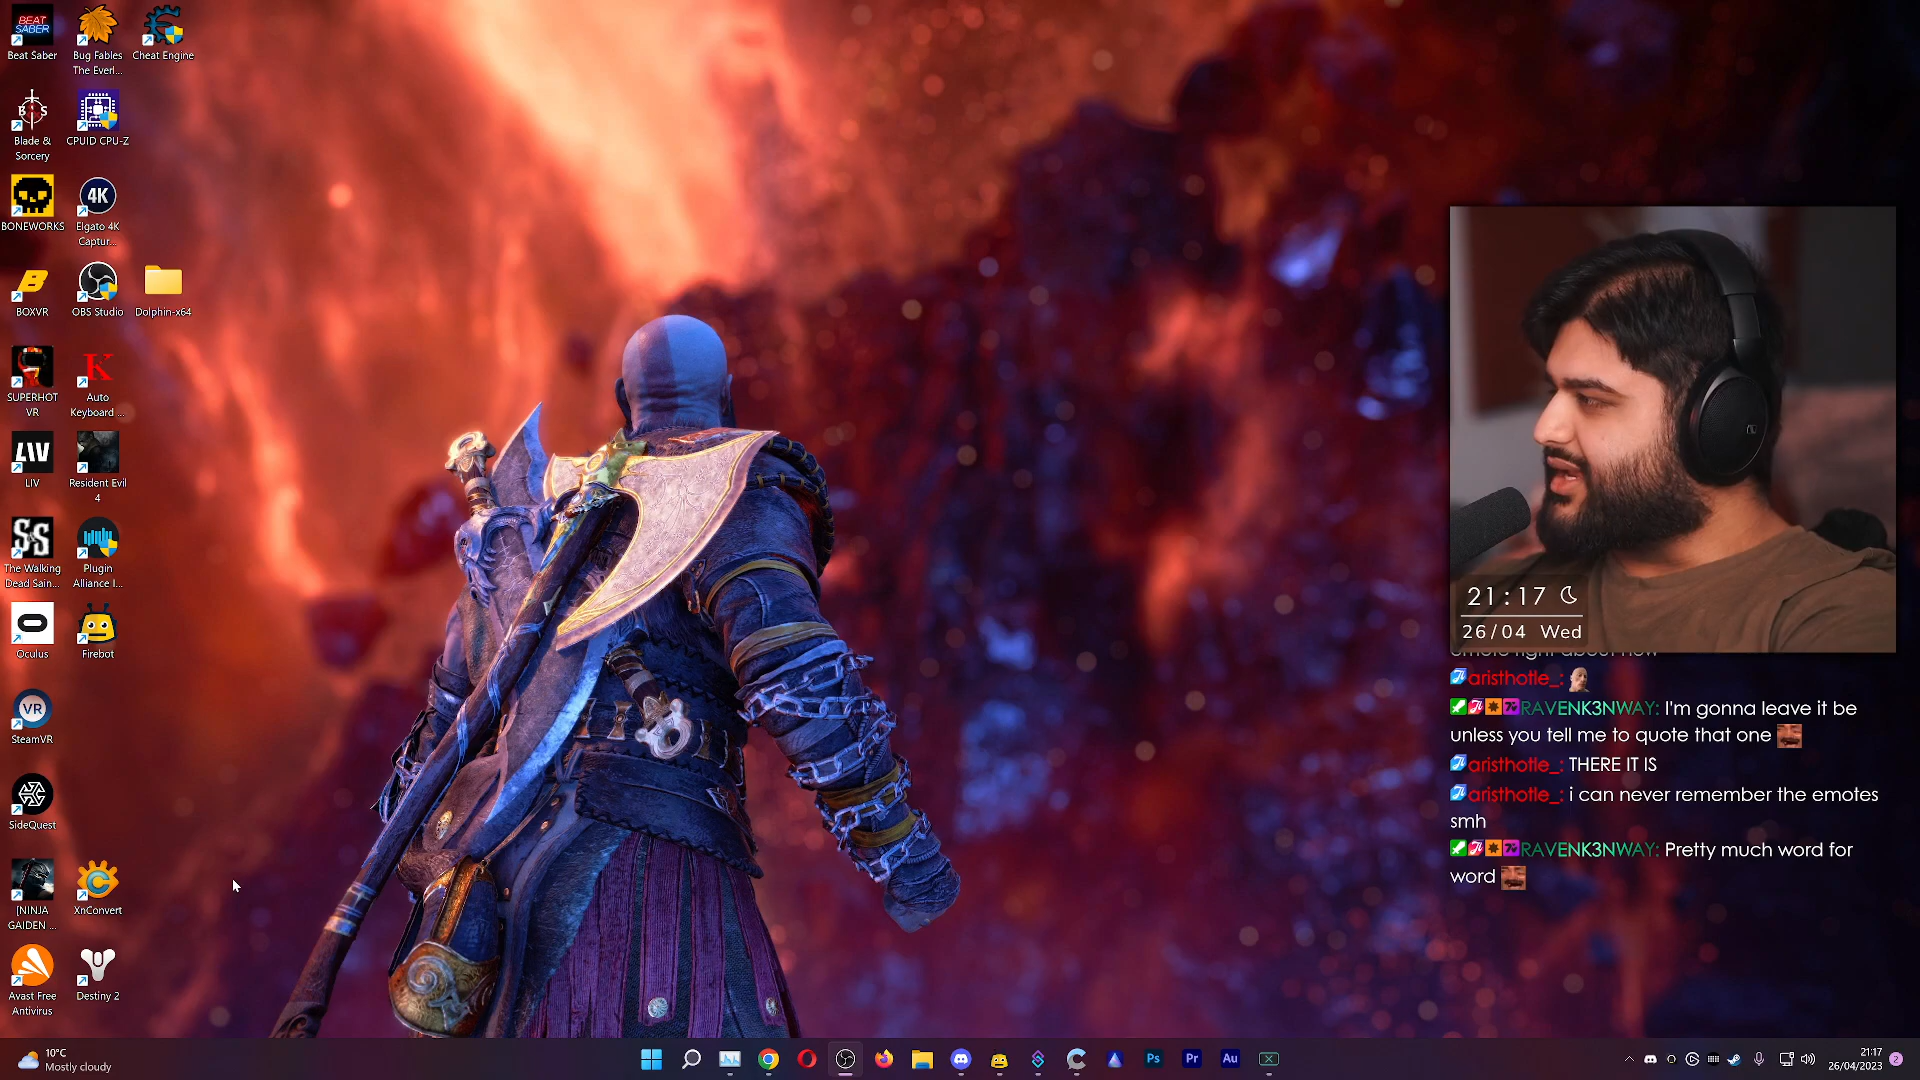 BEAT
SABER
Beat Saber
Bug Fables
The Everl...
Cheat Engine
B S
Blade &
Sorcery
CPUID CPU-Z
BONEWORKS
4K
Elgato 4K
Captur...
BOXVR
OBS Studio
Dolphin-x64
SUPERHOT
VR
K
Auto
Keyboard ...
LIV
LIV
Resident Evil
4
SS
The Walking
Dead Sain...
Plugin
Alliance I...
Oculus
Firebot
VR
SteamVR
SideQuest
[NINJA
GAIDEN ...
XnConvert
Avast Free
Antivirus
Destiny 2
21:17
26/04 Wed
aristhotle_:
RAVENK3NWAY: I'm gonna leave it be
unless you tell me to quote that one
aristhotle_: THERE IT IS
aristhotle_: i can never remember the emotes
smh
RAVENK3NWAY: Pretty much word for
word
10°C
Mostly cloudy
Ps
Pr
Au
21:17
26/04/2023
2